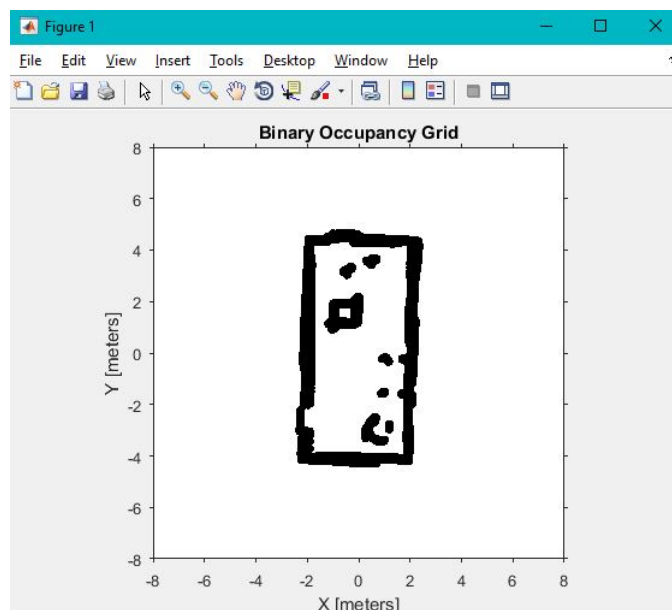 Figure 1
File Edit View Insert Tools Desktop Window Help
Binary Occupancy Grid
8
6
4
2
0
-2
-4
-6
-8
Y [meters]
-8 -6 -4 -2 0 2 4 6 8
X [meters]